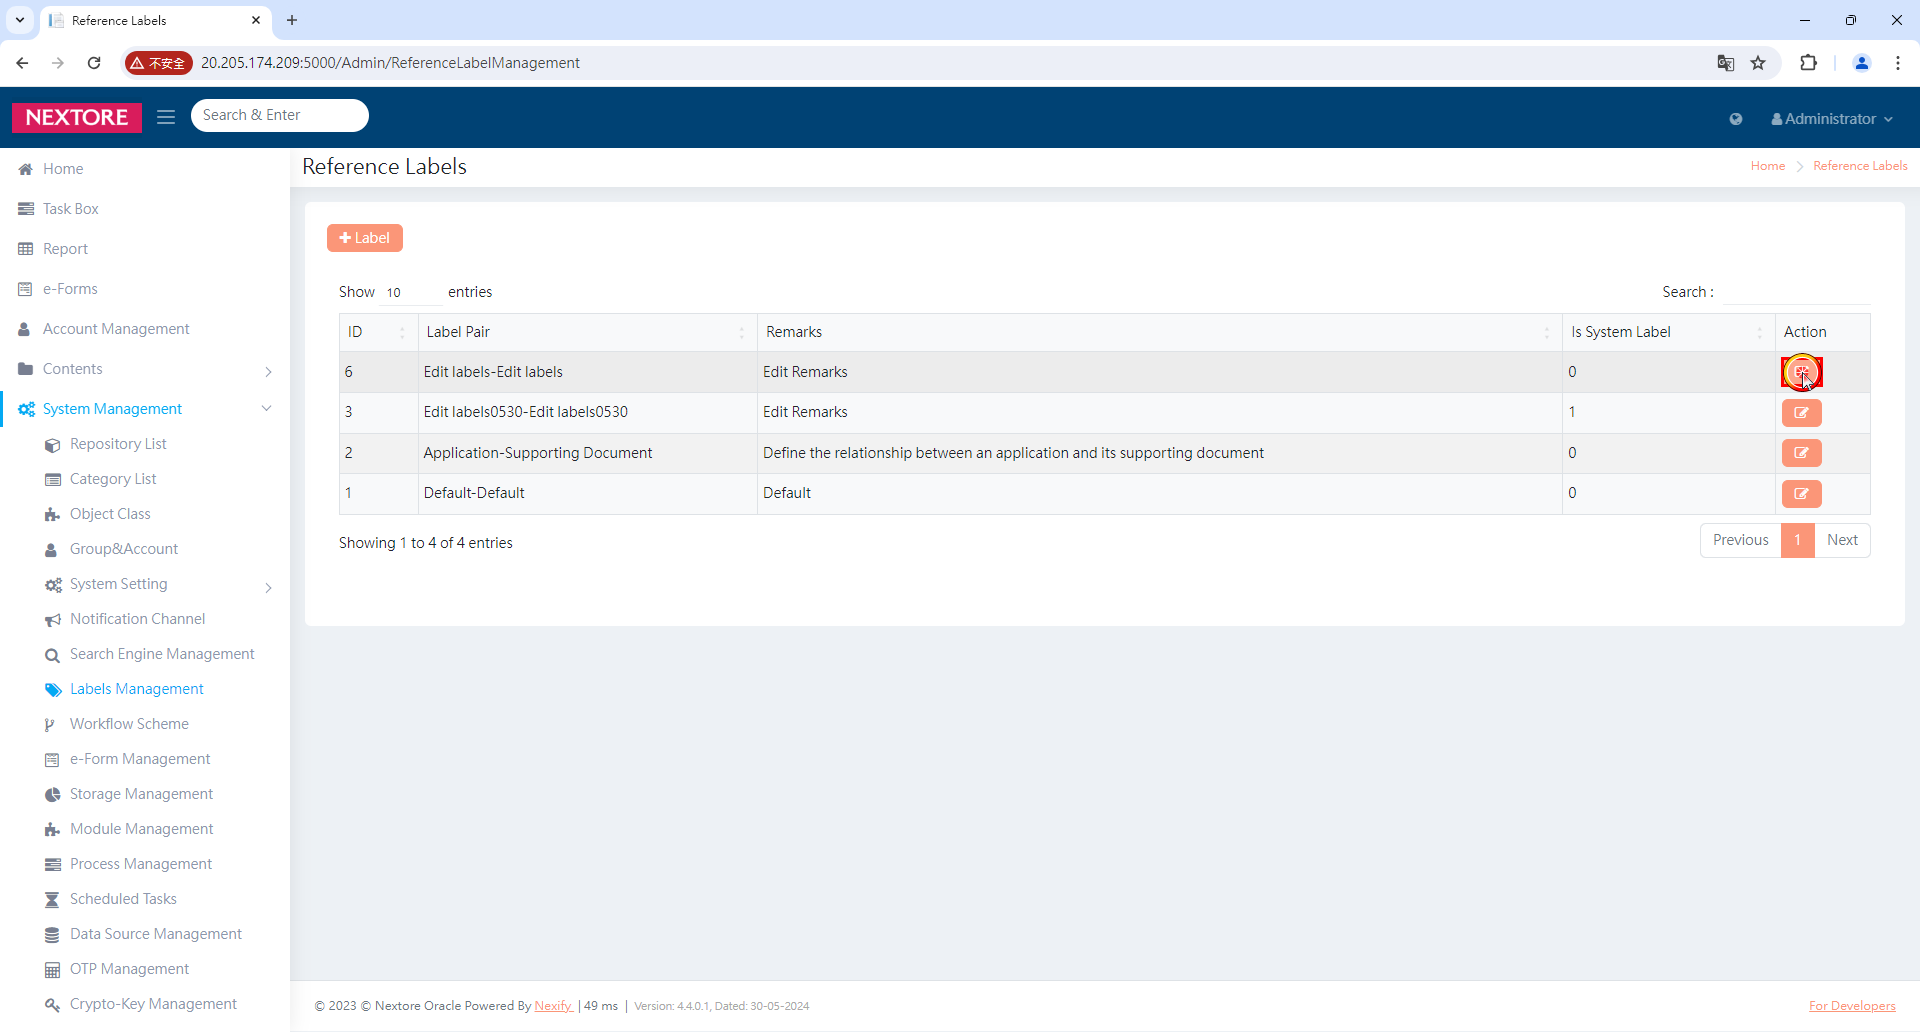 Reference Labels
不安全
20.205.174.209:5000/Admin/ReferenceLabelManagement
NEXTORE
Search & Enter
Administrator
Home
Task Box
Report
e-Forms
Account Management
Contents
System Management
Repository List
Category List
Object Class
Group&Account
System Setting
Notification Channel
Search Engine Management
Labels Management
Workflow Scheme
e-Form Management
Storage Management
Module Management
Process Management
Scheduled Tasks
Data Source Management
OTP Management
Crypto-Key Management
Reference Labels
Home Reference Labels
Label
Show 10 entries
Search :
ID Label Pair Remarks Is System Label Action
6 Edit labels-Edit labels Edit Remarks 0
3 Edit labels0530-Edit labels0530 Edit Remarks 1
2 Application-Supporting Document Define the relationship between an application and its supporting document 0
1 Default-Default Default 0
Showing 1 to 4 of 4 entries
Previous 1 Next
© 2023 © Nextore Oracle Powered By Nexify | 49 ms | Version: 4.4.0.1, Dated: 30-05-2024
For Developers